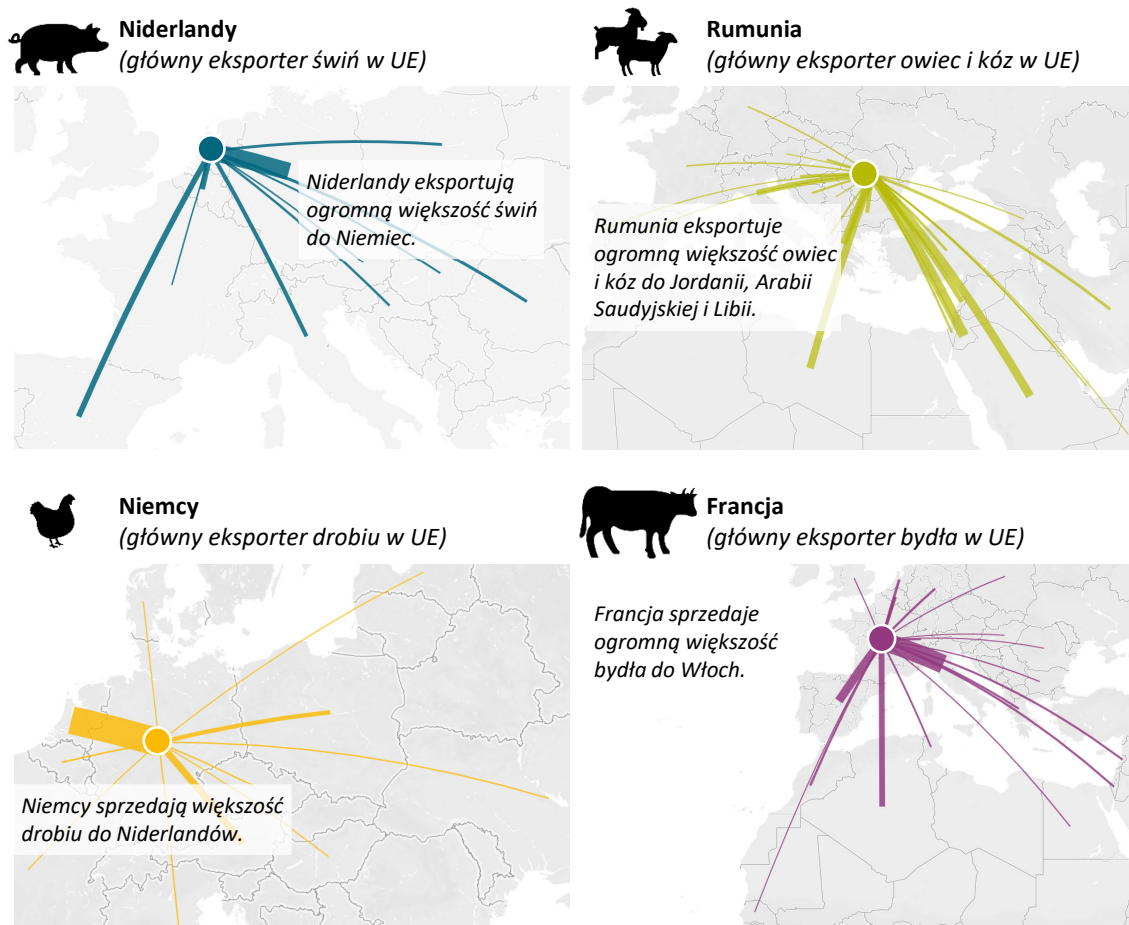 Niderlandy
(główny eksporter świń w UE)
Niderlandy eksportują
ogromną większość świń
do Niemiec.
Rumunia
(główny eksporter owiec i kóz w UE)
Rumunia eksportuje
ogromną większość owiec
i kóz do Jordanii, Arabii
Saudyjskiej i Libii.
Niemcy
(główny eksporter drobiu w UE)
Niemcy sprzedają większość
drobiu do Niderlandów.
Francja
(główny eksporter bydła w UE)
Francja sprzedaje
ogromną większość
bydła do Włoch.